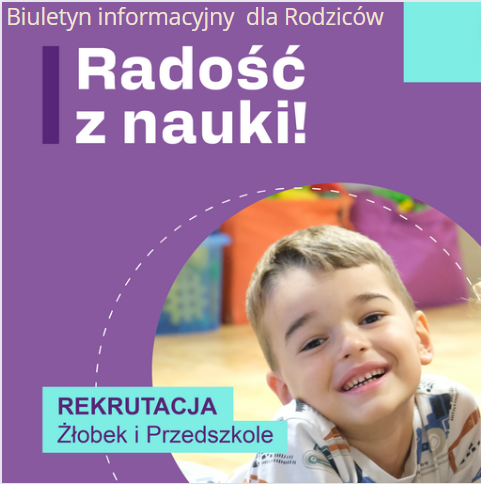 Biuletyn informacyjny dla Rodziców
Radość
z nauki!
REKRUTACJA
Żłobek i Przedszkole